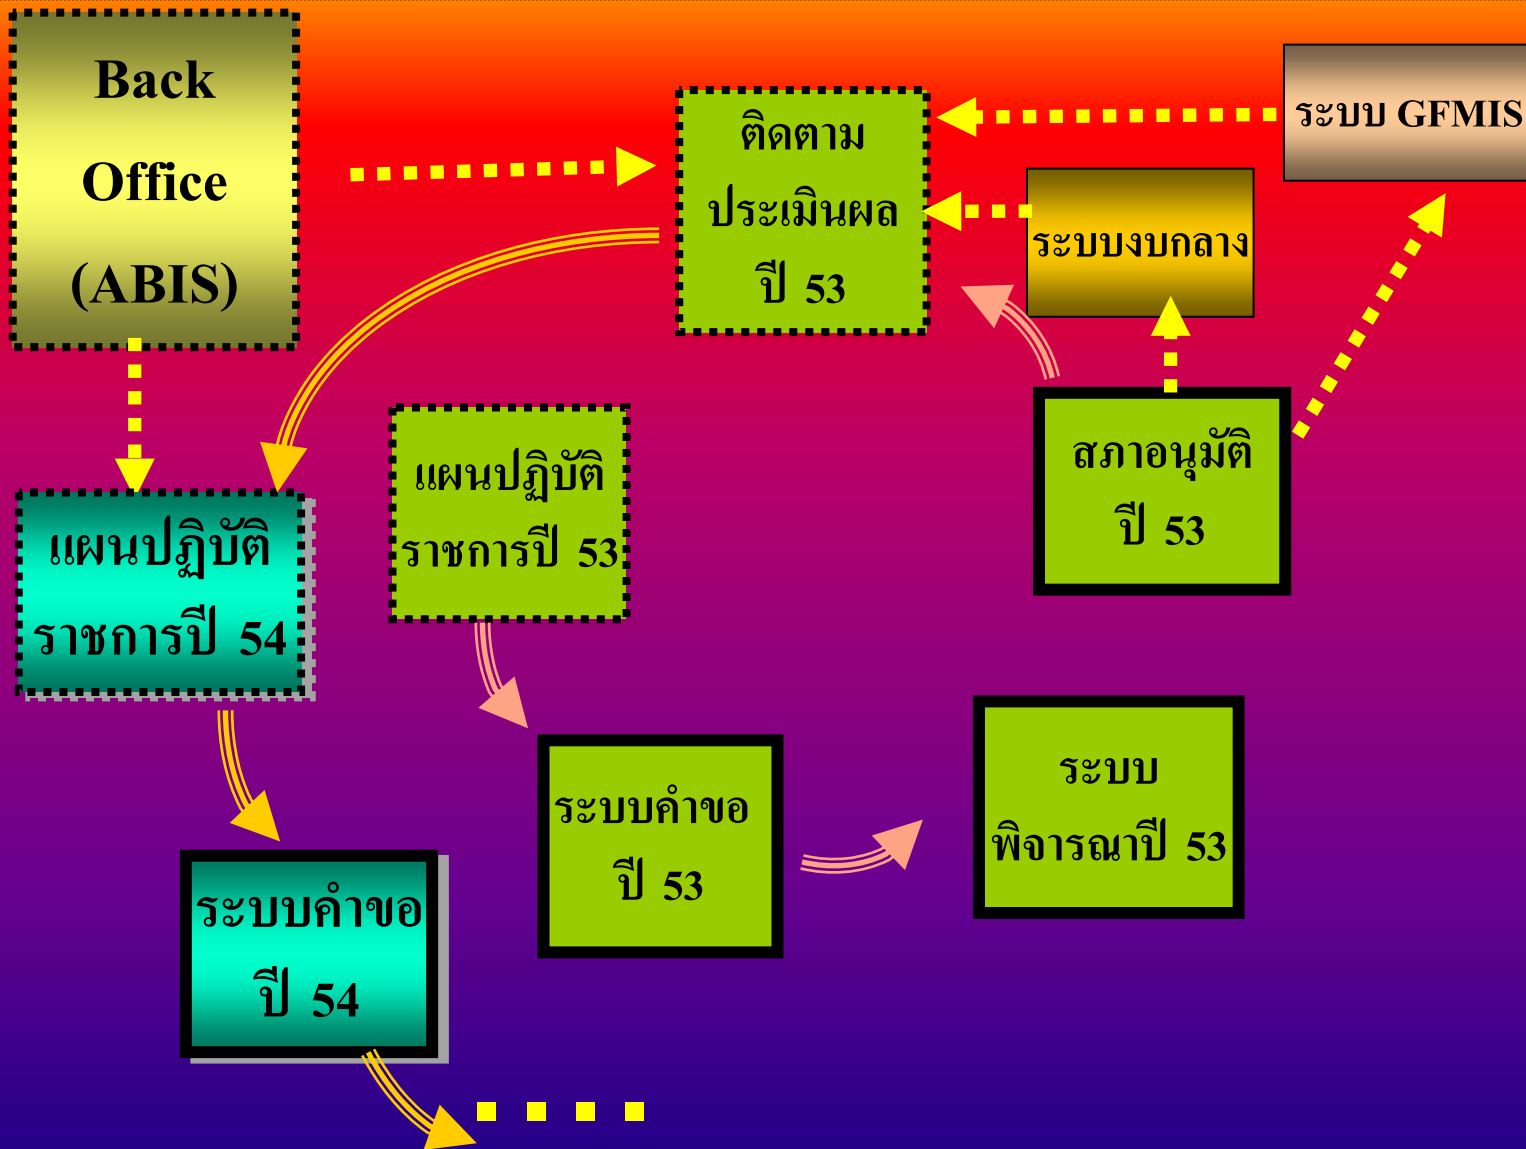 Back
Office
(ABIS)
ติดตาม
ประเมินผล
ปี 53
ระบบ GFMIS
ระบบงบกลาง
แผนปฏิบัติ
ราชการปี 53
สภาอนุมัติ
ปี 53
แผนปฏิบัติ
ราชการปี 54
ระบบคำขอ
ปี 53
ระบบ
พิจารณาปี 53
ระบบคำขอ
ปี 54